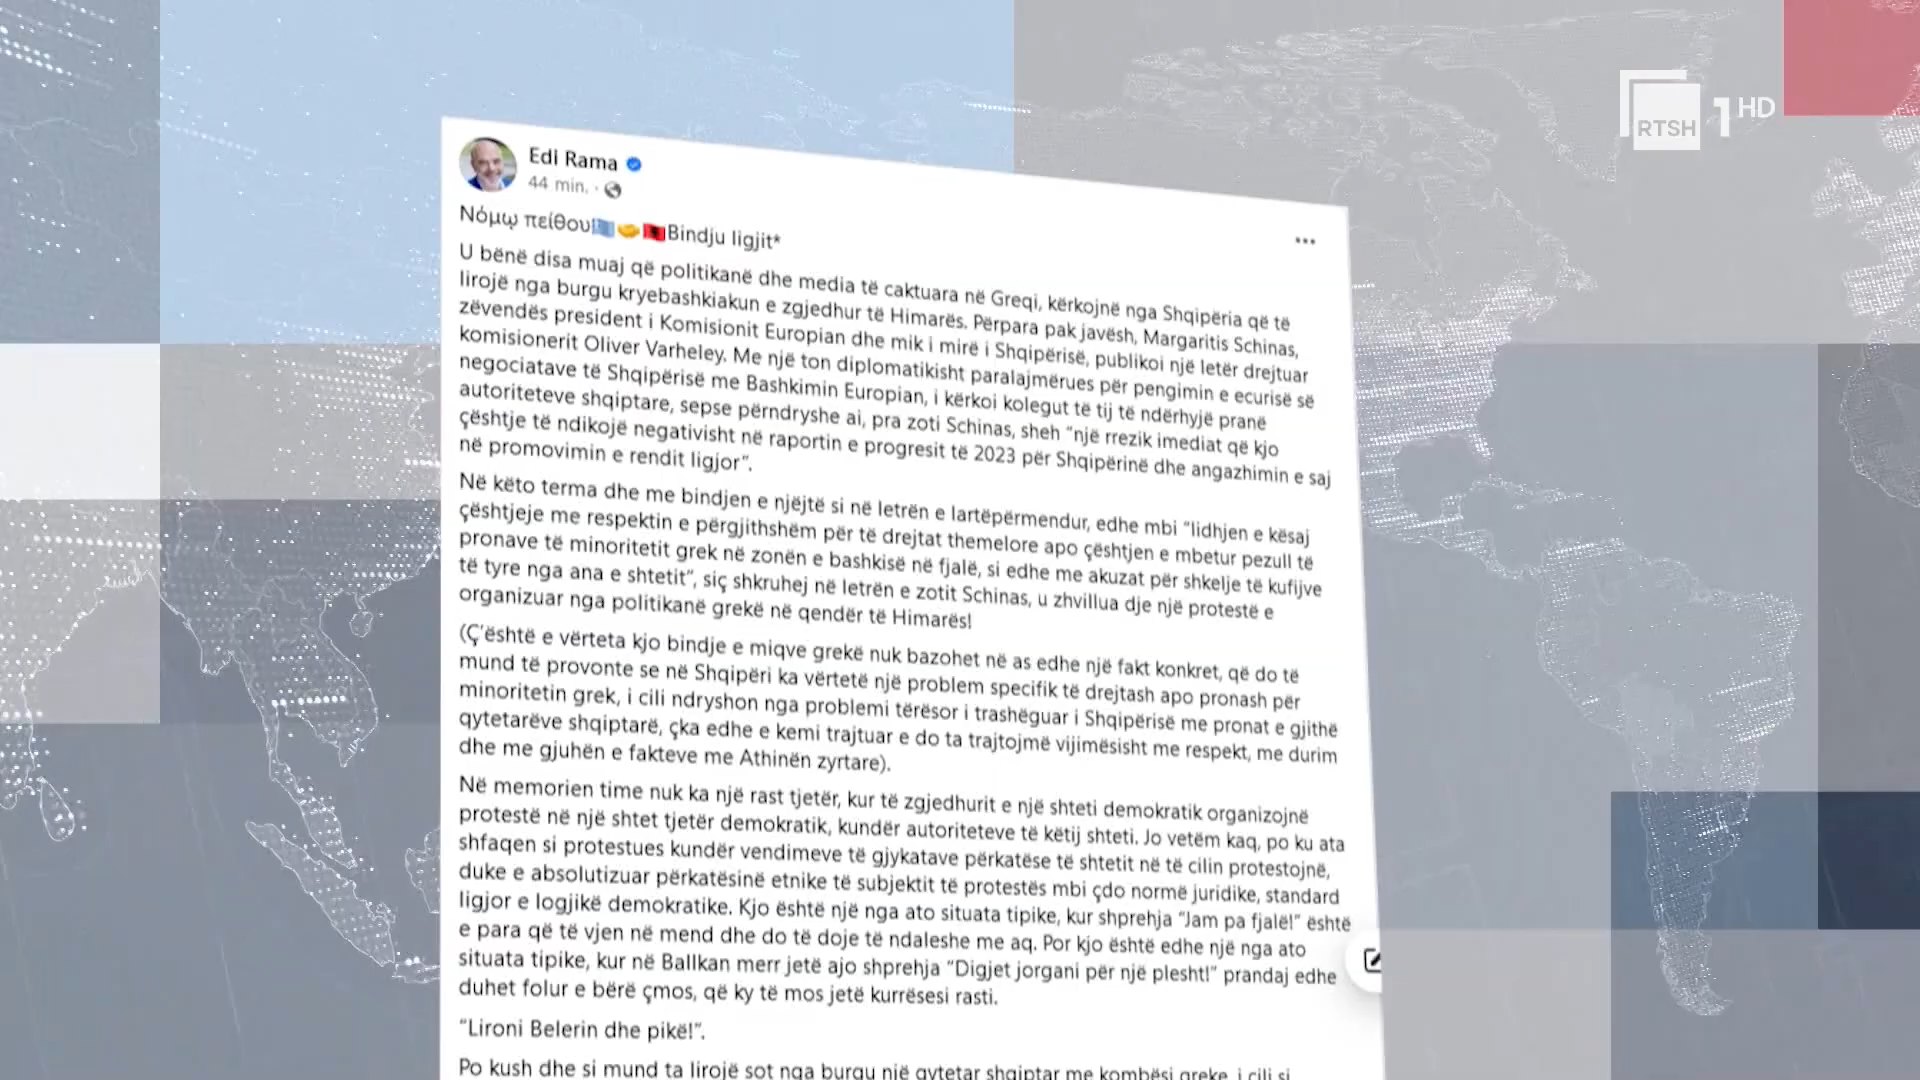 RTSH 1 HD
Edi Rama
44 min.
Νόμῳ πείθου Bindju ligjit*
U bënë disa muaj që politikanë dhe media të caktuara në Greqi, kërkojnë nga Shqipëria që të
lirojë nga burgu kryebashkiakun e zgjedhur të Himarës. Përpara pak javësh, Margaritis Schinas,
zëvendës president i Komisionit Europian dhe mik i mirë i Shqipërisë, publikoi një letër drejtuar
komisionerit Oliver Varheley. Me një ton diplomatikisht paralajmërues për pengimin e ecurisë së
negociatave të Shqipërisë me Bashkimin Europian, i kërkoi kolegut të tij të ndërhyjë pranë
autoriteteve shqiptare, sepse përndryshe ai, pra zoti Schinas, sheh “një rrezik imediat që kjo
çështje të ndikojë negativisht në raportin e progresit të 2023 për Shqipërinë dhe angazhimin e saj
në promovimin e rendit ligjor”.
Në këto terma dhe me bindjen e njëjtë si në letrën e lartëpërmendur, edhe mbi “lidhjen e kësaj
çështjeje me respektin e përgjithshëm për të drejtat themelore apo çështjen e mbetur pezull të
pronave të minoritetit grek në zonën e bashkisë në fjalë, si edhe me akuzat për shkelje të kufijve
të tyre nga ana e shtetit”, siç shkruhej në letrën e zotit Schinas, u zhvillua dje një protestë e
organizuar nga politikanë grekë në qendër të Himarës!
(Ç’është e vërteta kjo bindje e miqve grekë nuk bazohet në as edhe një fakt konkret, që do të
mund të provonte se në Shqipëri ka vërtetë një problem specifik të drejtash apo pronash për
minoritetin grek, i cili ndryshon nga problemi tërësor i trashëguar i Shqipërisë me pronat e gjithë
qytetarëve shqiptarë, çka edhe e kemi trajtuar e do ta trajtojmë vijimësisht me respekt, me durim
dhe me gjuhën e fakteve me Athinën zyrtare).
Në memorien time nuk ka një rast tjetër, kur të zgjedhurit e një shteti demokratik organizojnë
protestë në një shtet tjetër demokratik, kundër autoriteteve të këtij shteti. Jo vetëm kaq, po ku ata
shfaqen si protestues kundër vendimeve të gjykatave përkatëse të shtetit në të cilin protestojnë,
duke e absolutizuar përkatësinë etnike të subjektit të protestës mbi çdo normë juridike, standard
ligjor e logjikë demokratike. Kjo është një nga ato situata tipike, kur shprehja “Jam pa fjalë!” është
e para që të vjen në mend dhe do të doje të ndaleshe me aq. Por kjo është edhe një nga ato
situata tipike, kur në Ballkan merr jetë ajo shprehja “Digjet jorgani për një plesht!” prandaj edhe
duhet folur e bërë çmos, që ky të mos jetë kurrësesi rasti.
“Lironi Belerin dhe pikë!”.
Po kush dhe si mund ta lirojë sot nga burgu një qytetar shqiptar me kombësi greke, i cili si